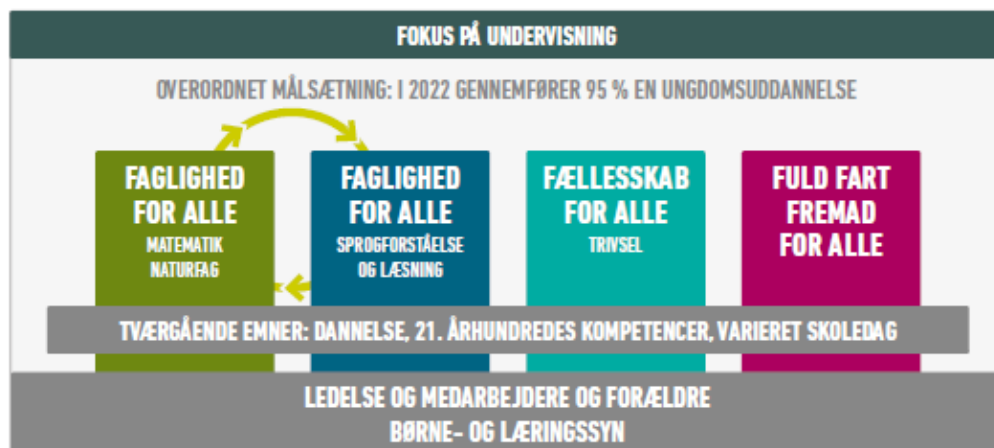 FOKUS PÅ UNDERVISNING
OVERORDNET MÅLSÆTNING: I 2022 GENNEMFØRER 95 % EN UNGDOMSUDDANNELSE
FAGLIGHED
FOR ALLE
MATEMATIK
NATURFAG
FAGLIGHED
FOR ALLE
SPROGFORSTÅELSE
OG LÆSNING
FÆLLESSKAB
FOR ALLE
TRIVSEL
FULD FART
FREMAD
FOR ALLE
TVÆRGÅENDE EMNER: DANNELSE, 21. ÅRHUNDREDES KOMPETENCER, VARIERET SKOLEDAG
LEDELSE OG MEDARBEJDERE OG FORÆLDRE
BØRNE- OG LÆRINGSSYN